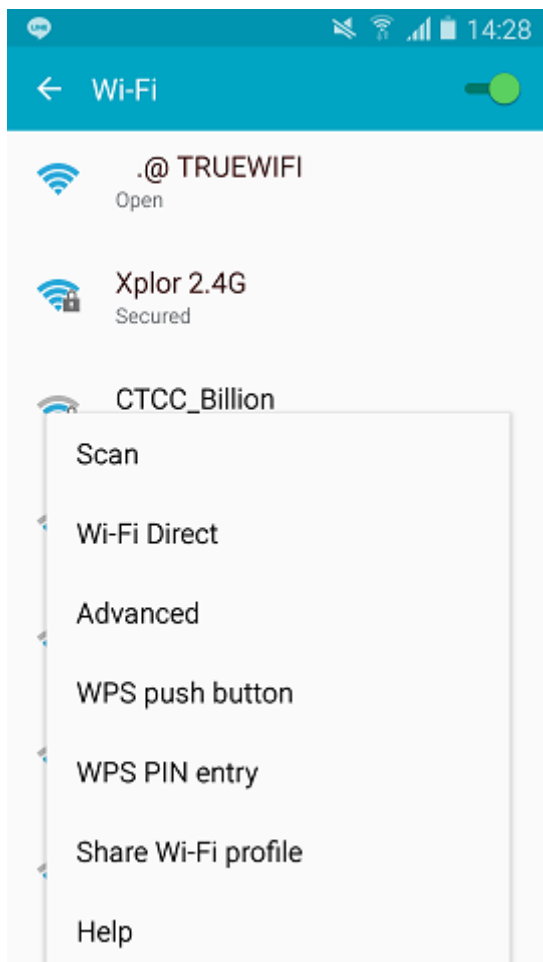 LINE
14:28
Wi-Fi
.@ TRUEWIFI
Open
Xplor 2.4G
Secured
CTCC_Billion
Scan
Wi-Fi Direct
Advanced
WPS push button
WPS PIN entry
Share Wi-Fi profile
Help